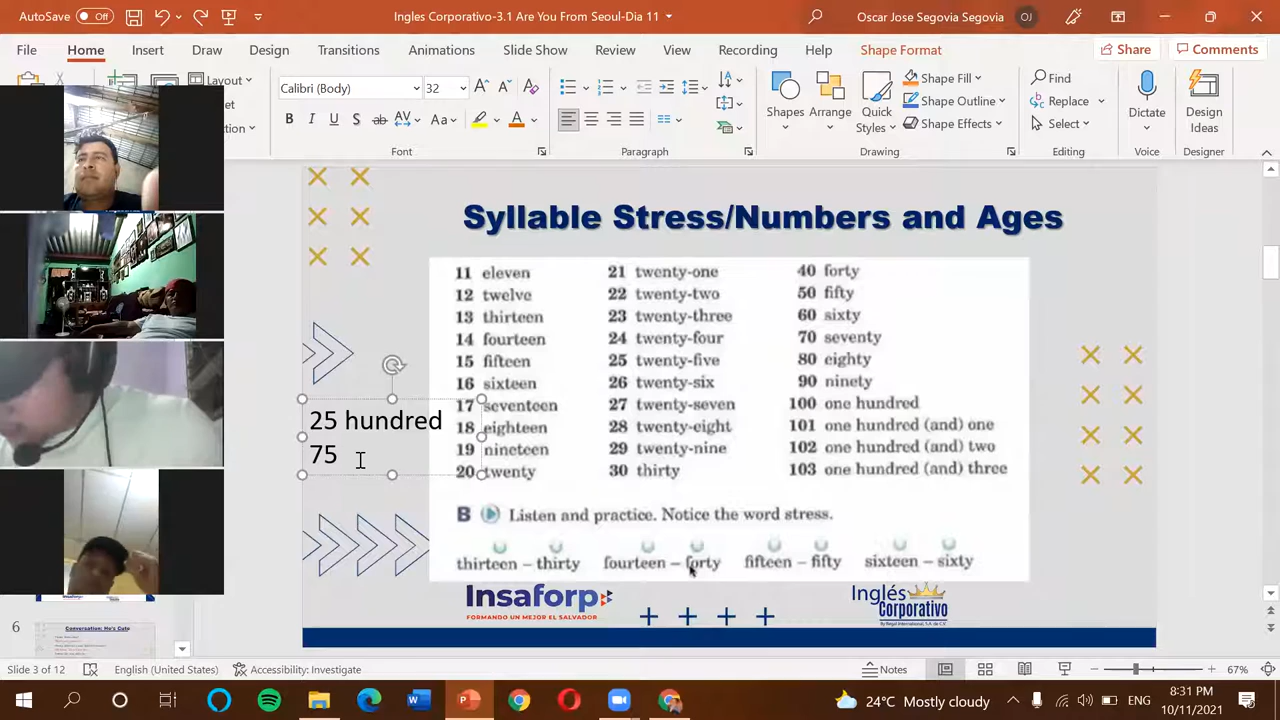 AutoSave Off Ingles Corporativo-3.1 Are You From Seoul-Dia 11 Oscar Jose Segovia Segovia OJ
File Home Insert Draw Design Transitions Animations Slide Show Review View Recording Help Shape Format Share Comments
Layout Calibri (Body) 32 Shapes Arrange Quick Styles Shape Fill Find Dictate Design Ideas
Shape Outline Replace
Shape Effects Select
Font Paragraph Drawing Editing Voice Designer
Syllable Stress/Numbers and Ages
11 eleven 21 twenty-one 40 forty
12 twelve 22 twenty-two 50 fifty
13 thirteen 23 twenty-three 60 sixty
14 fourteen 24 twenty-four 70 seventy
15 fifteen 25 twenty-five 80 eighty
16 sixteen 26 twenty-six 90 ninety
17 seventeen 27 twenty-seven 100 one hundred
18 eighteen 28 twenty-eight 101 one hundred (and) one
19 nineteen 29 twenty-nine 102 one hundred (and) two
20 twenty 30 thirty 103 one hundred (and) three
25 hundred
75
B Listen and practice. Notice the word stress.
thirteen – thirty fourteen – forty fifteen – fifty sixteen – sixty
Insaforp
FORMANDO UN MEJOR EL SALVADOR
Inglés
Corporativo
6 Conversation: He's Cute
Slide 3 of 12 English (United States) Accessibility: Investigate Notes 67%
24°C Mostly cloudy ENG 8:31 PM
10/11/2021